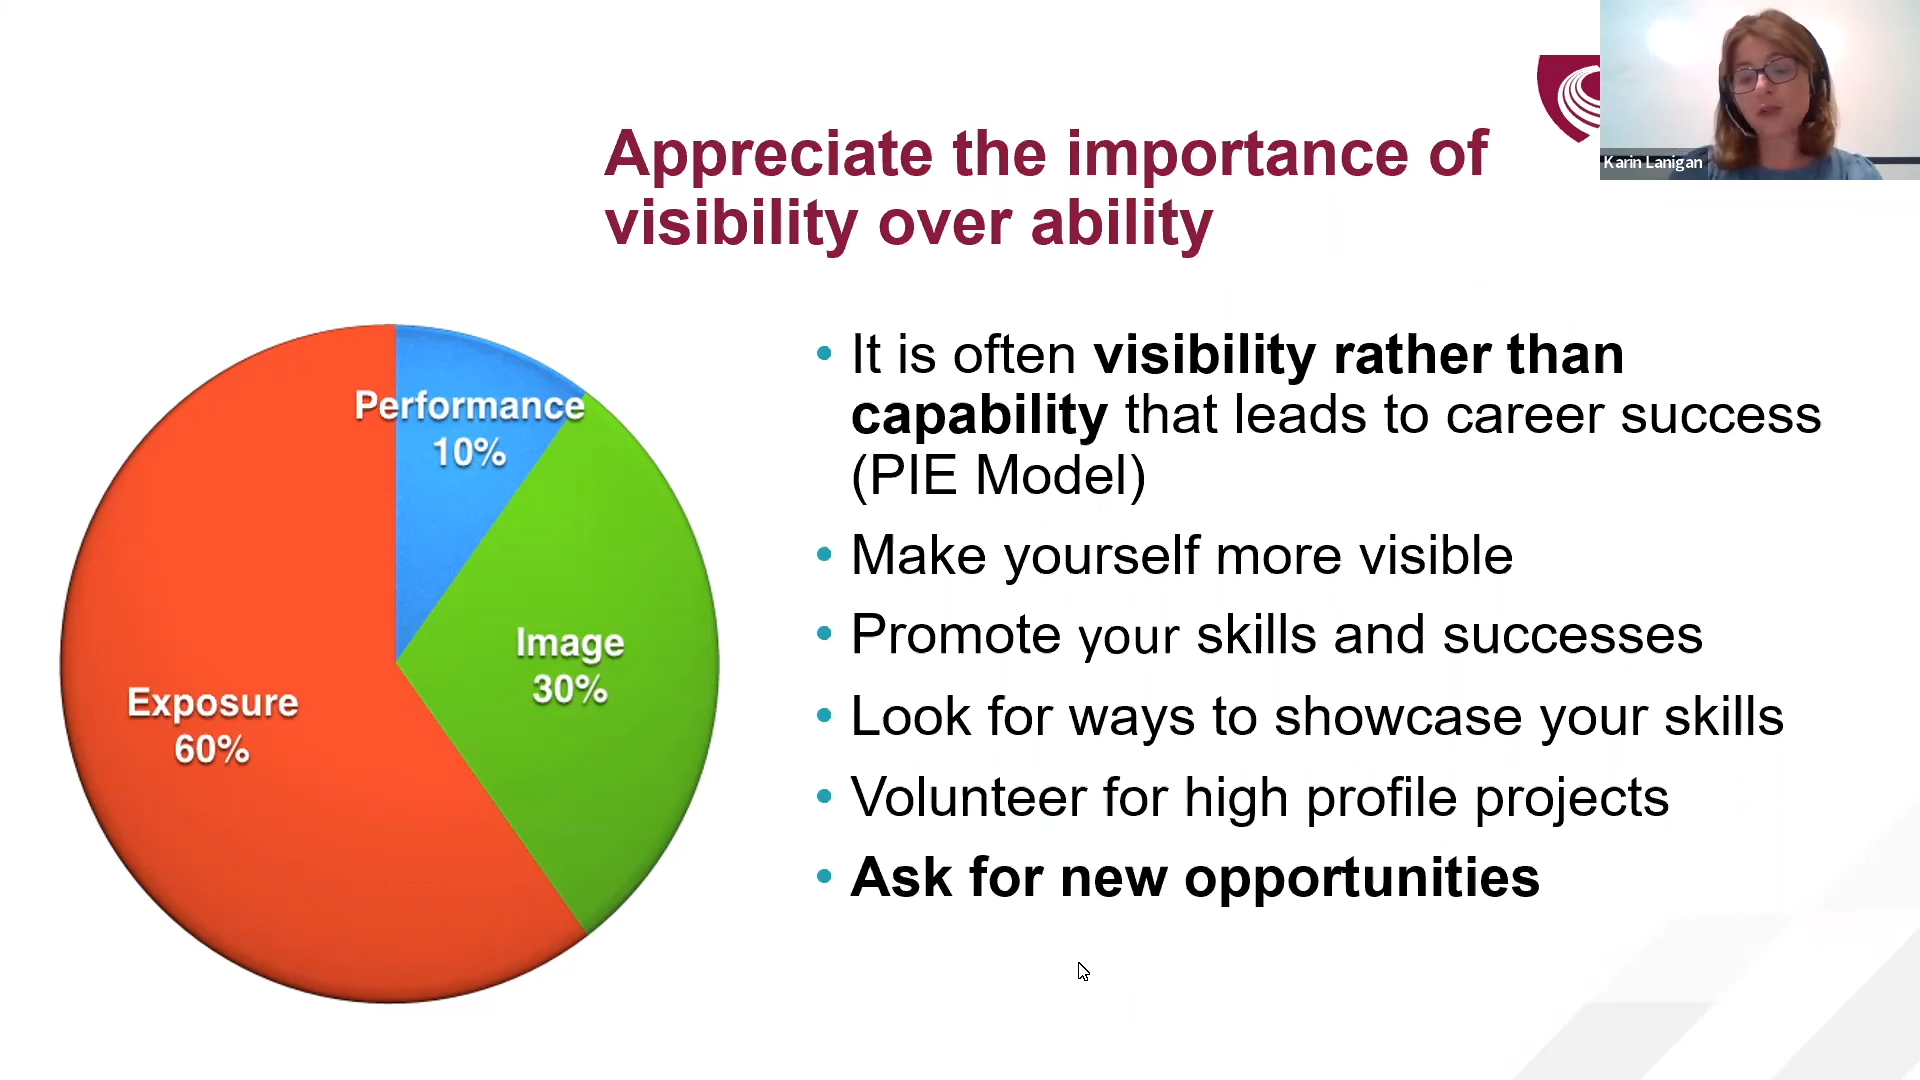 Karin Lanigan
Appreciate the importance of
visibility over ability
Performance
10%
Image
30%
Exposure
60%
• It is often visibility rather than
capability that leads to career success
(PIE Model)
• Make yourself more visible
• Promote your skills and successes
• Look for ways to showcase your skills
• Volunteer for high profile projects
• Ask for new opportunities